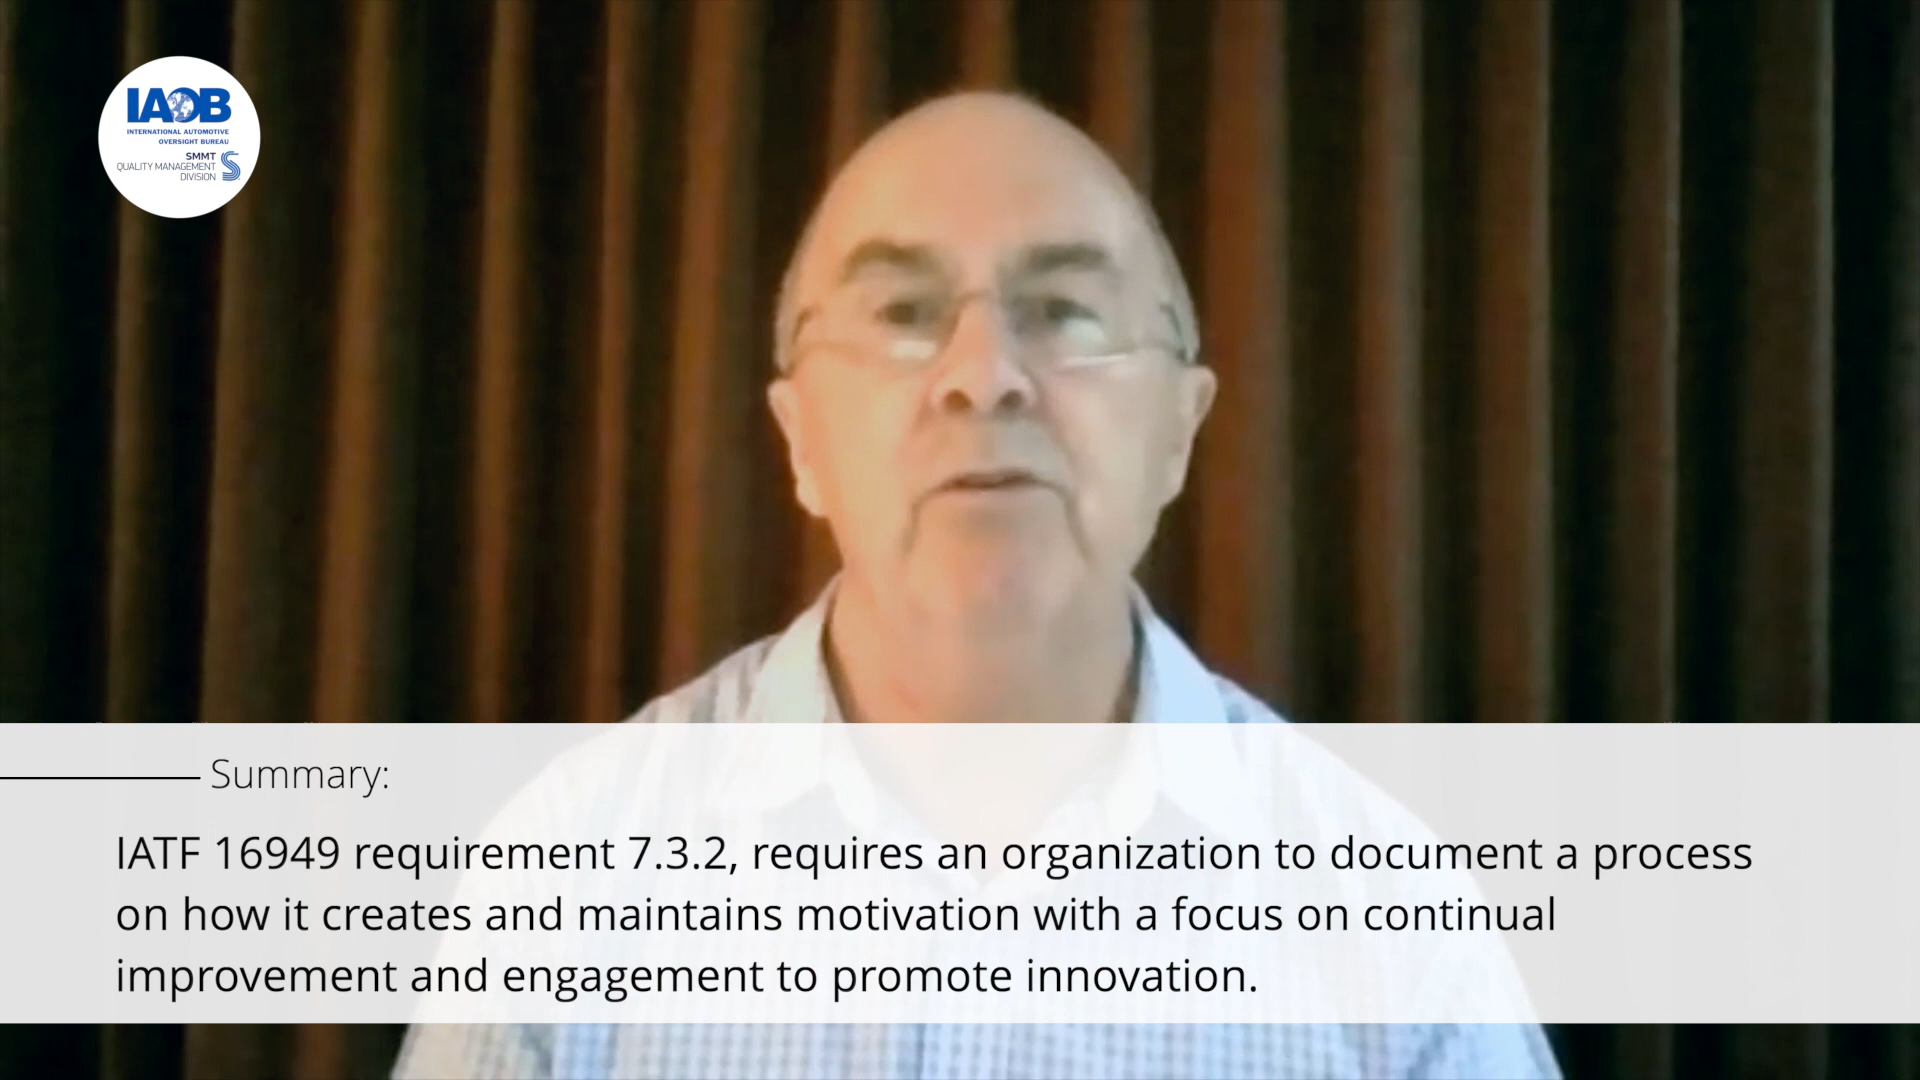 IAOB
INTERNATIONAL AUTOMOTIVE
OVERSIGHT BUREAU
SMMT
QUALITY MANAGEMENT
DIVISION
Summary:
IATF 16949 requirement 7.3.2, requires an organization to document a process
on how it creates and maintains motivation with a focus on continual
improvement and engagement to promote innovation.